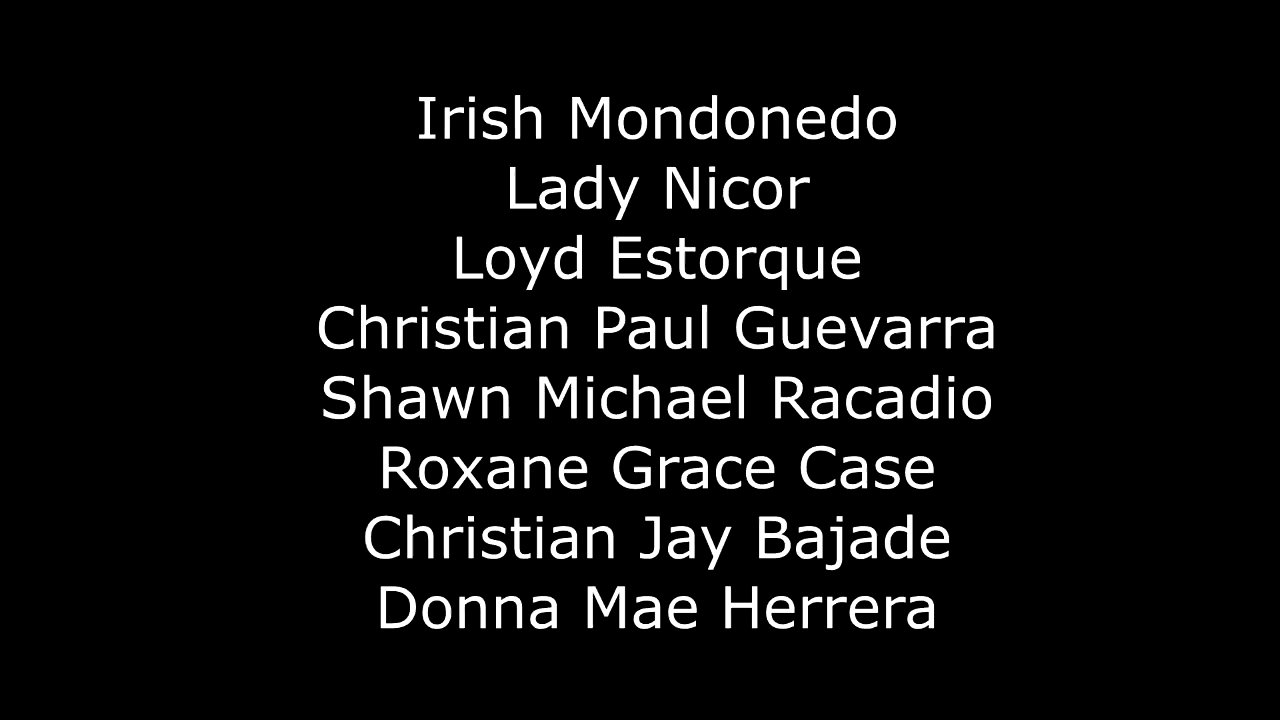 Irish Mondonedo
Lady Nicor
Loyd Estorque
Christian Paul Guevarra
Shawn Michael Racadio
Roxane Grace Case
Christian Jay Bajade
Donna Mae Herrera